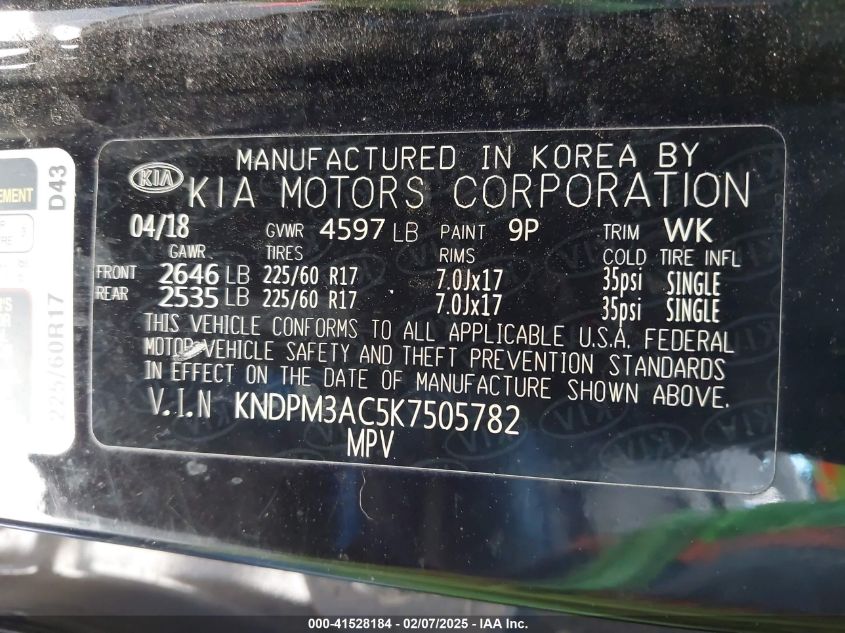 MANUFACTURED IN KOREA BY
KIA KIA MOTORS CORPORATION
04/18 GVWR 4597 LB PAINT 9P TRIM WK
GAWR TIRES RIMS COLD TIRE INFL
FRONT 2646 LB 225/60 R17 7.0Jx17 35psi SINGLE
REAR 2535 LB 225/60 R17 7.0Jx17 35psi SINGLE
THIS VEHICLE CONFORMS TO ALL APPLICABLE U.S.A. FEDERAL
MOTOR VEHICLE SAFETY AND THEFT PREVENTION STANDARDS
IN EFFECT ON THE DATE OF MANUFACTURE SHOWN ABOVE.
V.I.N KNDPM3AC5K7505782
MPV
D43
225/60R17
000-41528184 - 02/07/2025 - IAA Inc.